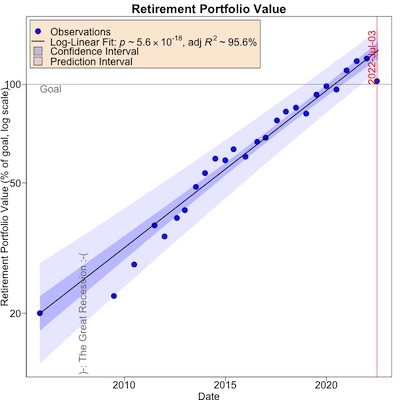 Retirement Portfolio Value
Observations
Log-Linear Fit: p ~ 5.6 × 10⁻¹⁸, adj R² ~ 95.6%
Confidence Interval
Prediction Interval
2022-Jul-03
Goal
100
50
20
Retirement Portfolio Value (% of goal, log scale)
)-: The Great Recession :-(
2010
2015
2020
Date